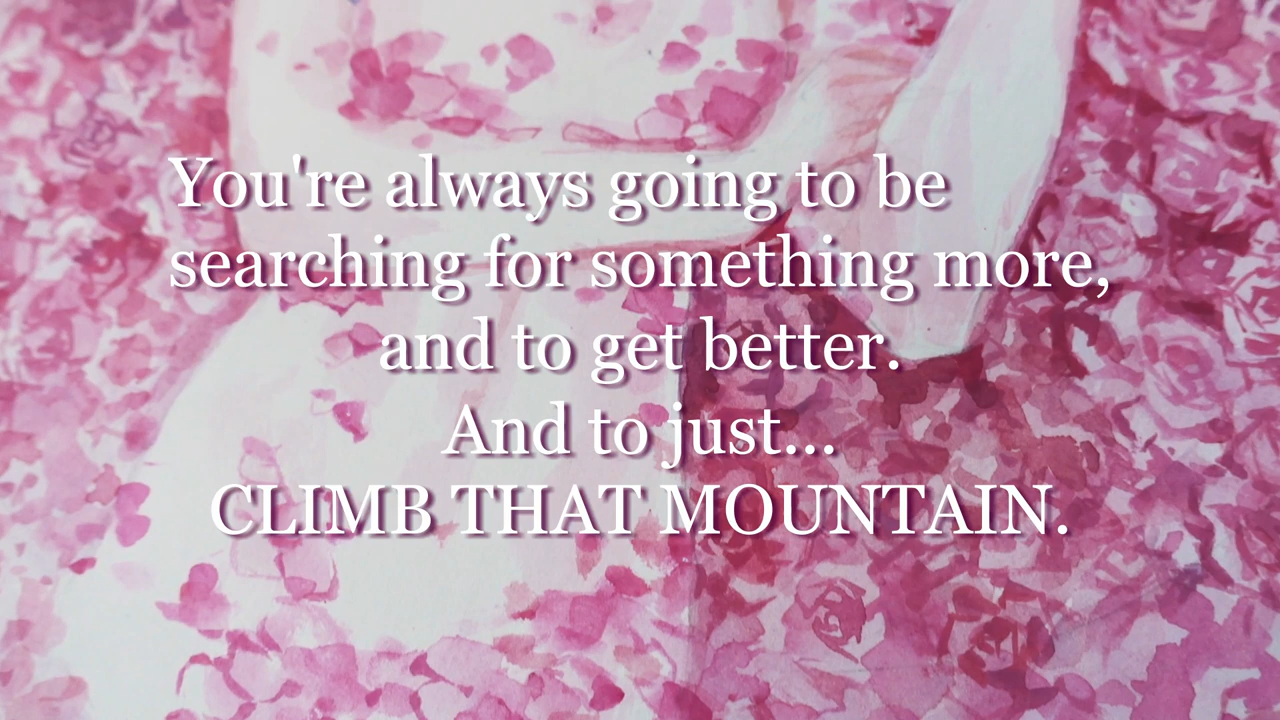 You're always going to be
searching for something more,
and to get better.
And to just...
CLIMB THAT MOUNTAIN.